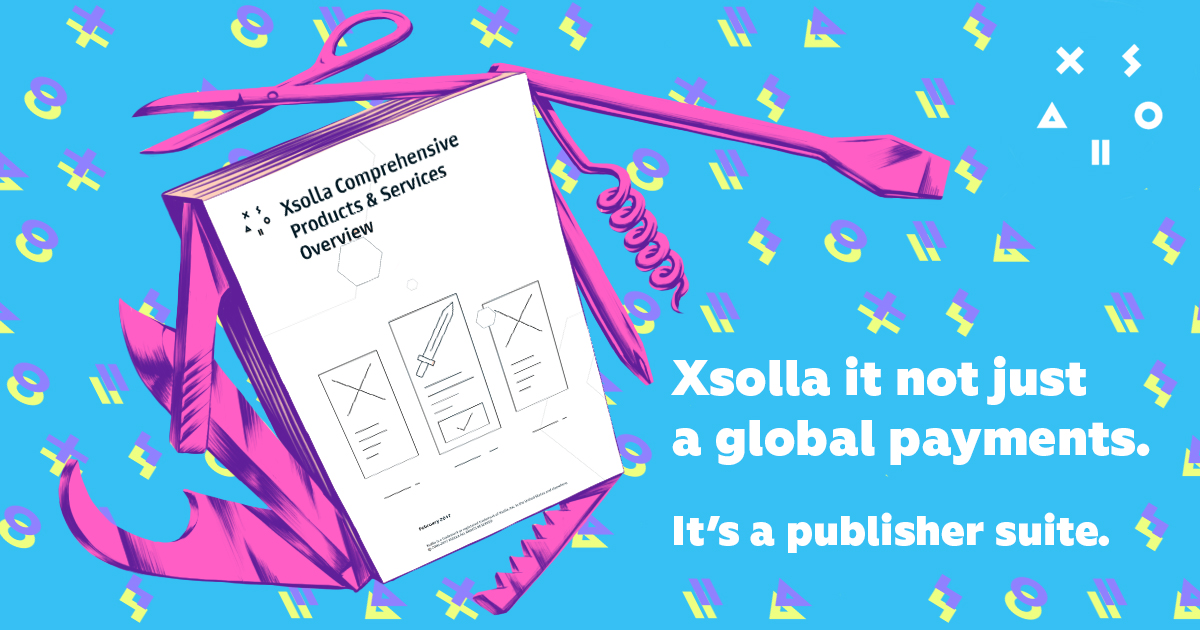 Xsolla Comprehensive
Products & Services
Overview
February 2017
Xsolla it not just
a global payments.
It's a publisher suite.